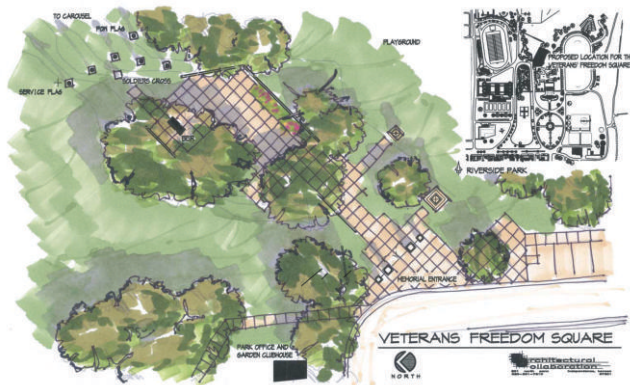 TO CAROUSEL
POW FLAG
PLAYGROUND
SOLDIERS CROSS
SERVICE FLAG
PROPOSED LOCATION FOR TH
VETERANS' FREEDOM SQUARE
RIVERSIDE PARK
MEMORIAL ENTRANCE
PARK OFFICE AND
GARDEN CLUBHOUSE
VETERANS FREEDOM SQUARE
NORTH
architectural
collaboration